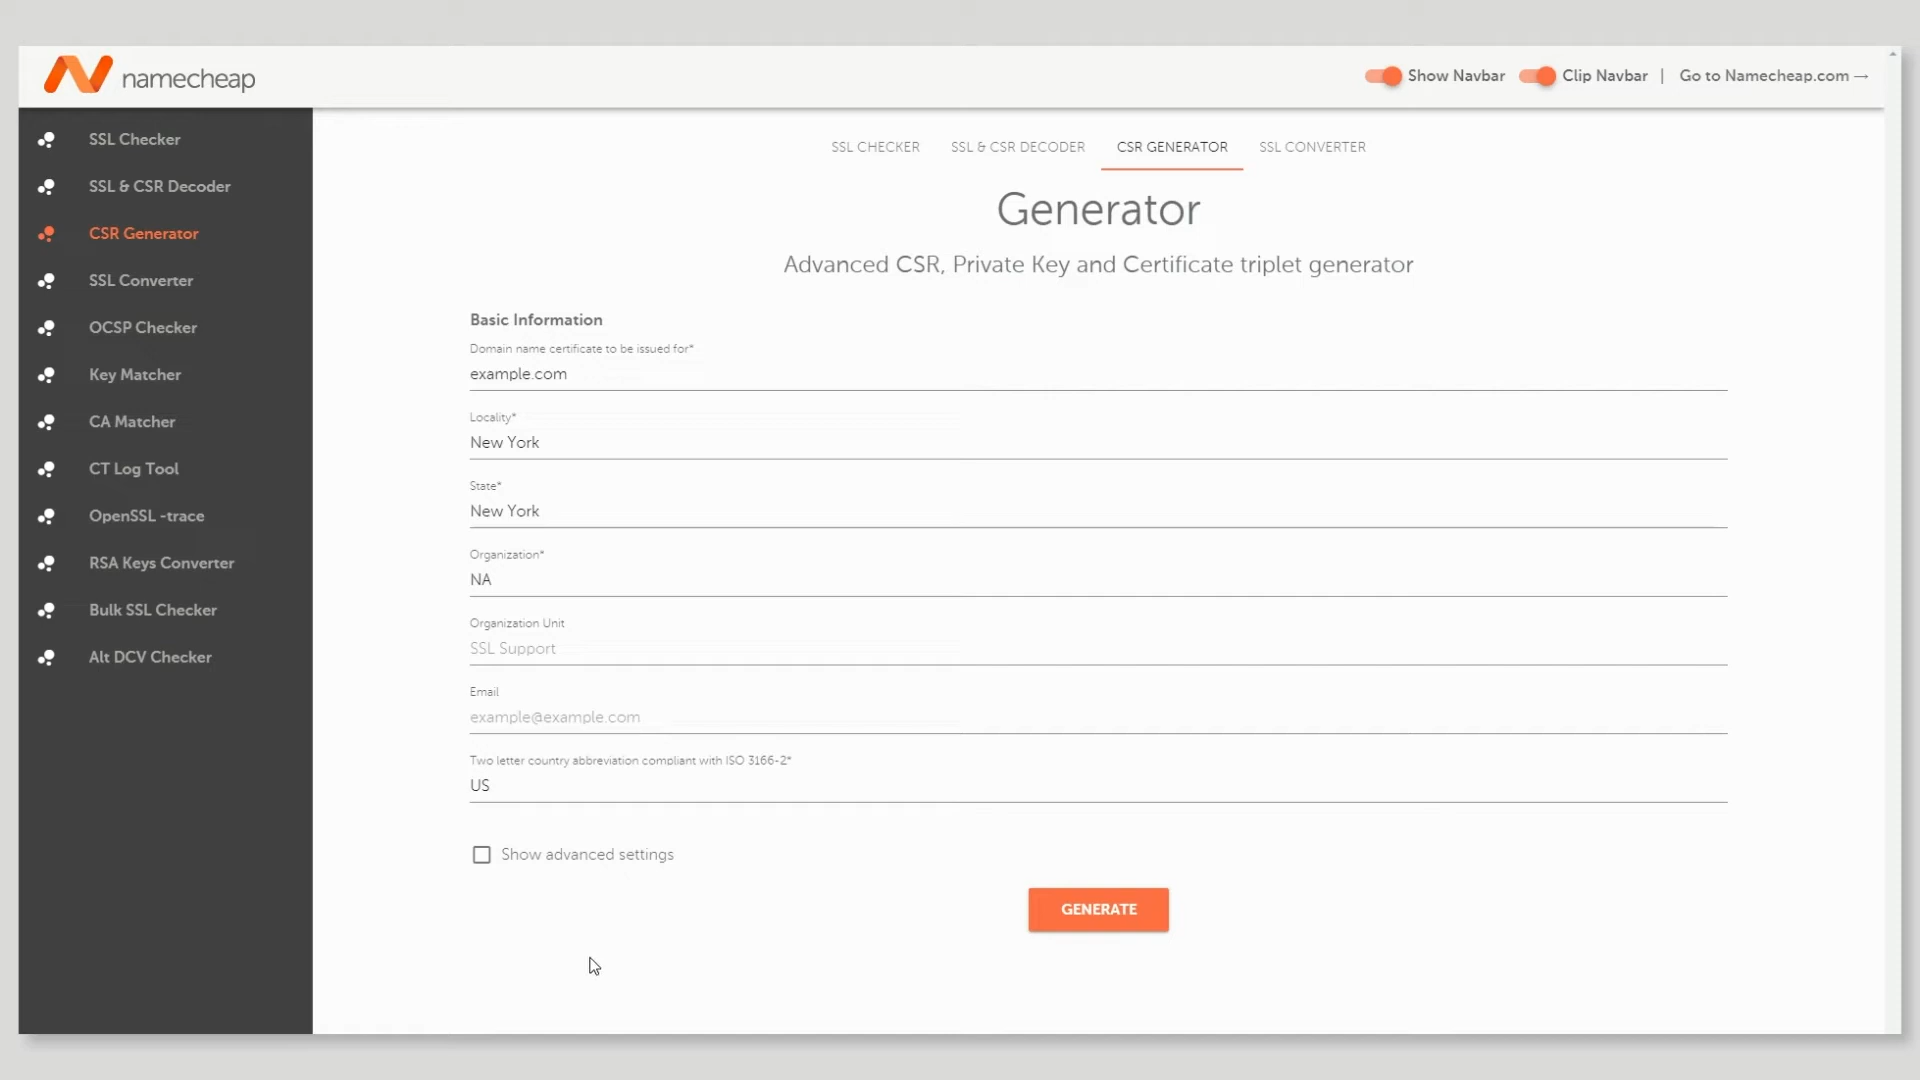 namecheap
Show Navbar Clip Navbar | Go to Namecheap.com →
SSL Checker
SSL & CSR Decoder
CSR Generator
SSL Converter
OCSP Checker
Key Matcher
CA Matcher
CT Log Tool
OpenSSL -trace
RSA Keys Converter
Bulk SSL Checker
Alt DCV Checker
SSL CHECKER SSL & CSR DECODER CSR GENERATOR SSL CONVERTER
Generator
Advanced CSR, Private Key and Certificate triplet generator
Basic Information
Domain name certificate to be issued for*
example.com
Locality*
New York
State*
New York
Organization*
NA
Organization Unit
SSL Support
Email
example@example.com
Two letter country abbreviation compliant with ISO 3166-2*
US
Show advanced settings
GENERATE